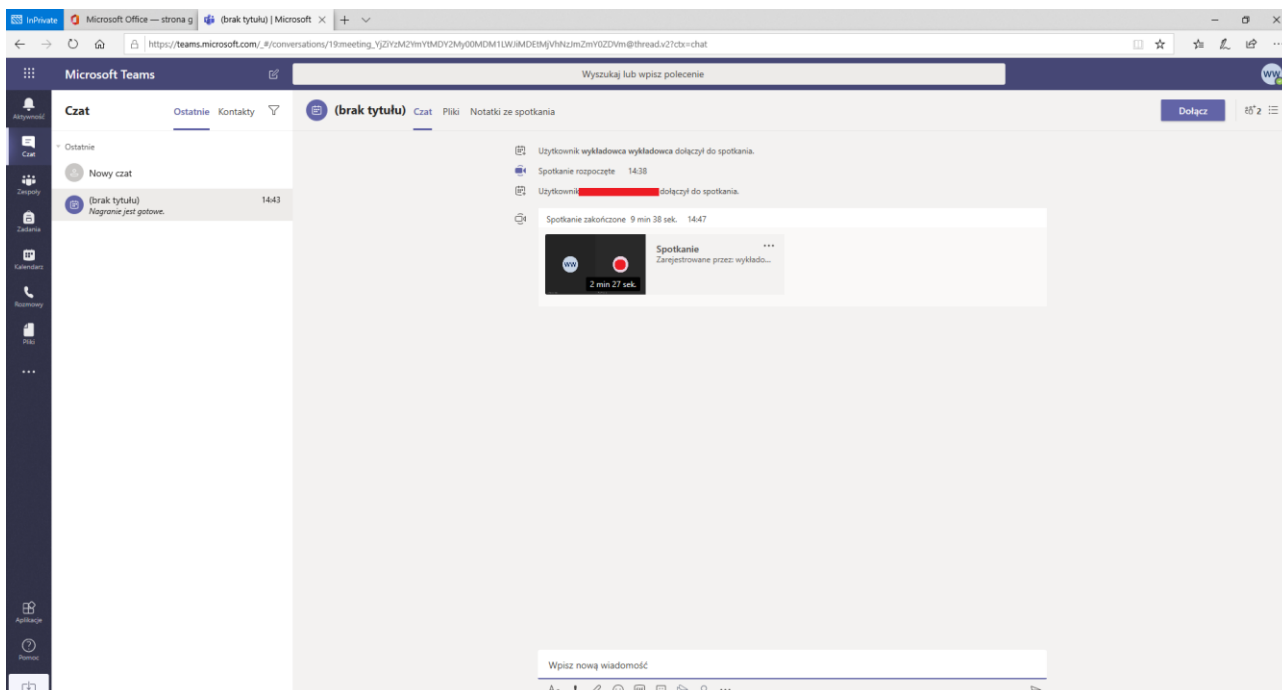 InPrivate
Microsoft Office — strona g
(brak tytułu) | Microsoft
https://teams.microsoft.com/_#/conversations/19:meeting_YjZiYzM2YmYtMDY2My00MDM1LWJiMDEtMjVhNzJmZmY0ZDVm@thread.v2?ctx=chat
Microsoft Teams
Wyszukaj lub wpisz polecenie
WW
Aktywność
Czat
Zespoły
Zadania
Kalendarz
Rozmowy
Pliki
Aplikacje
Pomoc
Czat Ostatnie Kontakty
Ostatnie
Nowy czat
(brak tytułu) 14:43
Nagranie jest gotowe.
(brak tytułu) Czat Pliki Notatki ze spotkania
Dołącz
2
Użytkownik wykładowca wykładowca dołączył do spotkania.
Spotkanie rozpoczęte 14:38
Użytkownik dołączył do spotkania.
Spotkanie zakończone 9 min 38 sek. 14:47
WW
2 min 27 sek.
Spotkanie
Zarejestrowane przez: wykłado...
Wpisz nową wiadomość